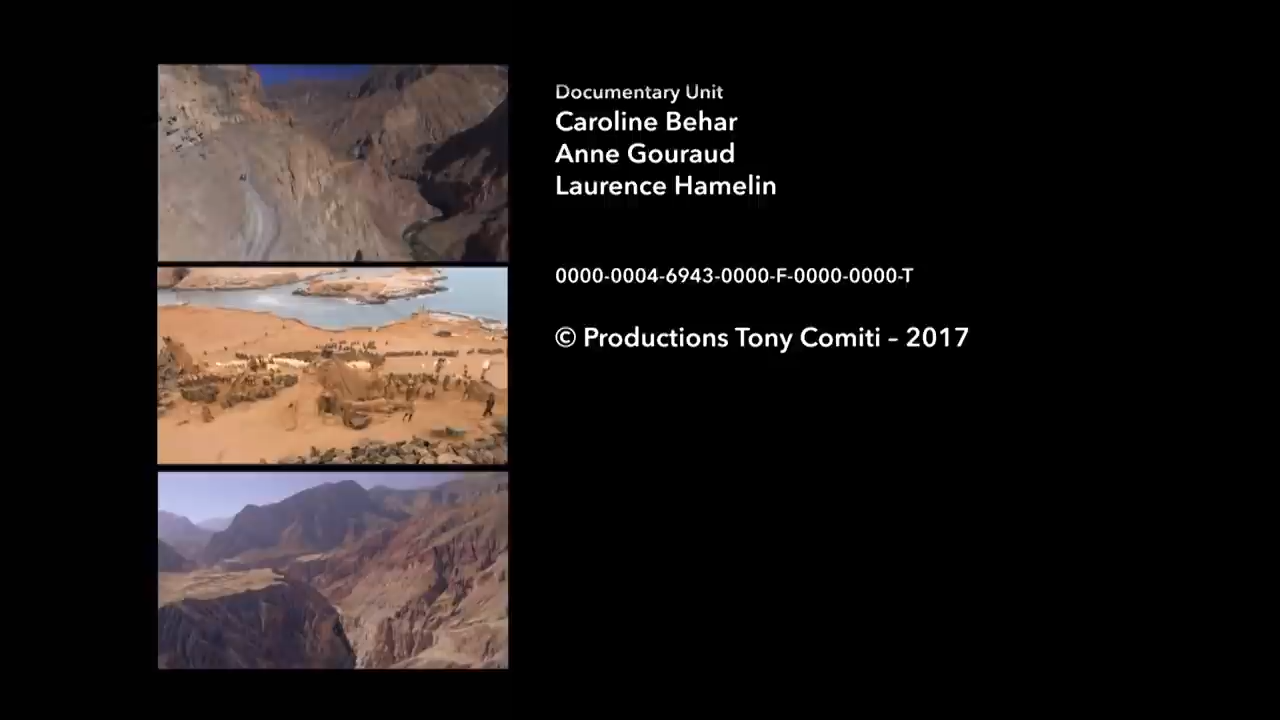 Documentary Unit
Caroline Behar
Anne Gouraud
Laurence Hamelin
0000-0004-6943-0000-F-0000-0000-T
© Productions Tony Comiti – 2017